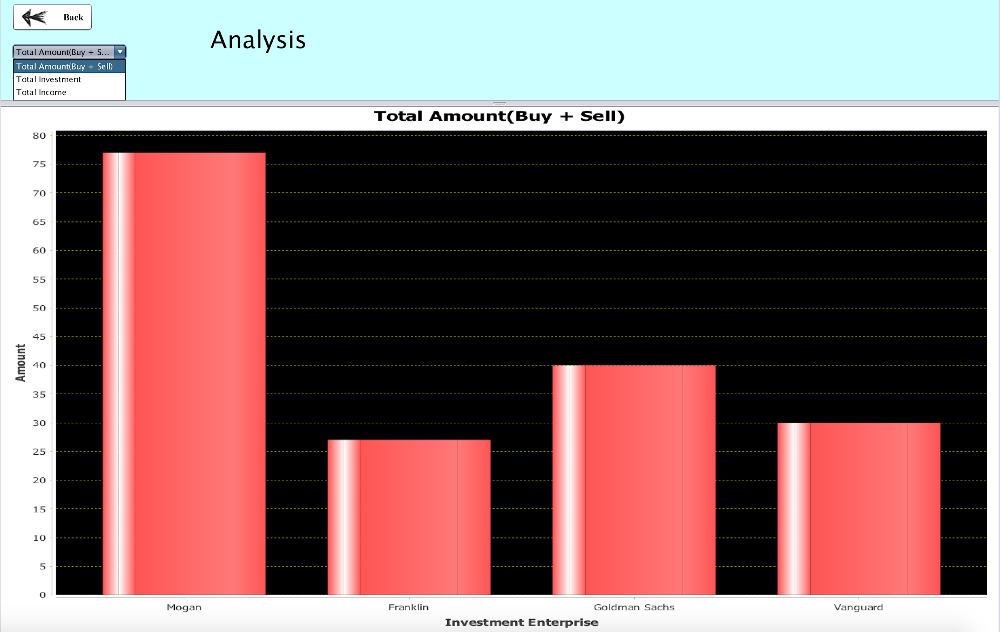 Back
Analysis
Total Amount(Buy + S...
Total Amount(Buy + Sell)
Total Investment
Total Income
Total Amount(Buy + Sell)
80
75
70
65
60
55
50
45
40
35
30
25
20
15
10
5
0
Amount
Mogan Franklin Goldman Sachs Vanguard
Investment Enterprise